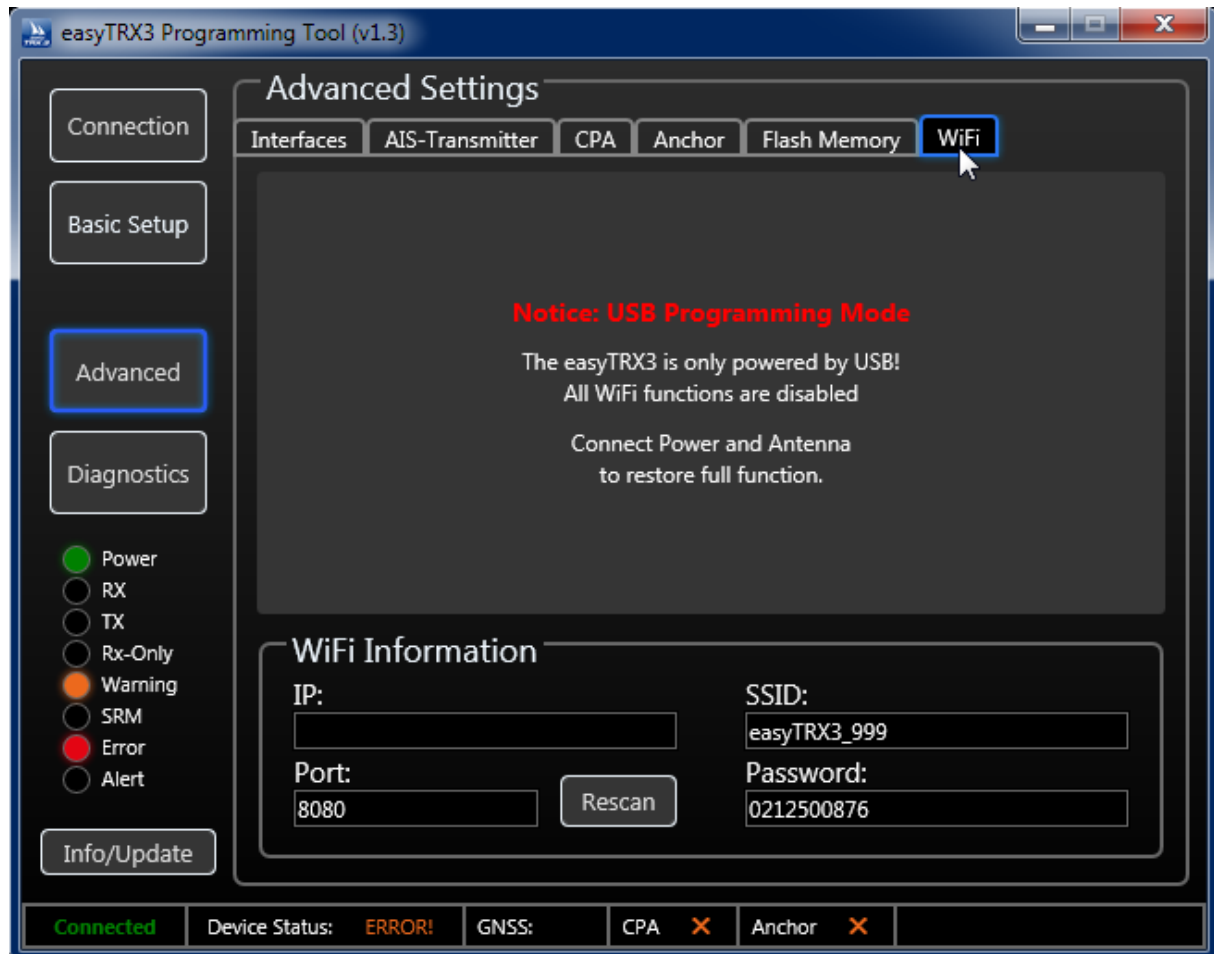 easyTRX3 Programming Tool (v1.3)
Connection
Basic Setup
Advanced
Diagnostics
Power
RX
TX
Rx-Only
Warning
SRM
Error
Alert
Info/Update
Advanced Settings
Interfaces AIS-Transmitter CPA Anchor Flash Memory WiFi
Notice: USB Programming Mode
The easyTRX3 is only powered by USB!
All WiFi functions are disabled
Connect Power and Antenna
to restore full function.
WiFi Information
IP:
SSID:
easyTRX3_999
Port:
8080
Rescan
Password:
0212500876
Connected Device Status: ERROR! GNSS: CPA Anchor